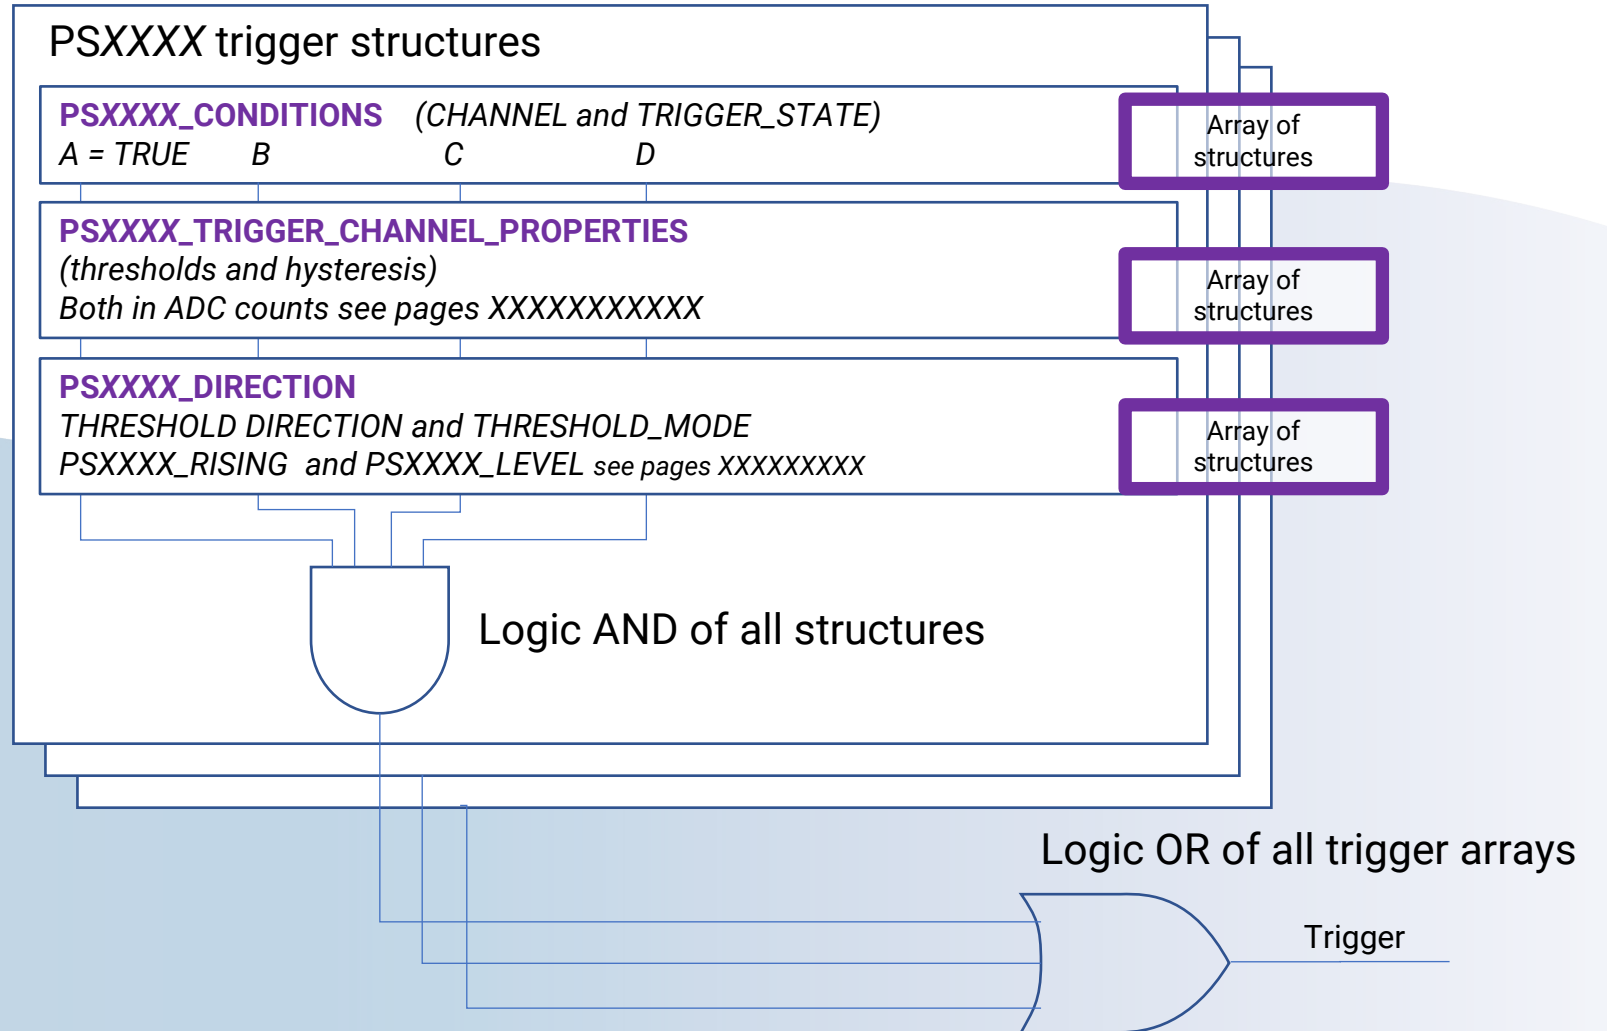 PSXXXX trigger structures
PSXXXX_CONDITIONS (CHANNEL and TRIGGER_STATE)
A = TRUE B C D
Array of
structures
PSXXXX_TRIGGER_CHANNEL_PROPERTIES
(thresholds and hysteresis)
Both in ADC counts see pages XXXXXXXXXXX
Array of
structures
PSXXXX_DIRECTION
THRESHOLD DIRECTION and THRESHOLD_MODE
PSXXXX_RISING and PSXXXX_LEVEL see pages XXXXXXXXX
Array of
structures
Logic AND of all structures
Logic OR of all trigger arrays
Trigger